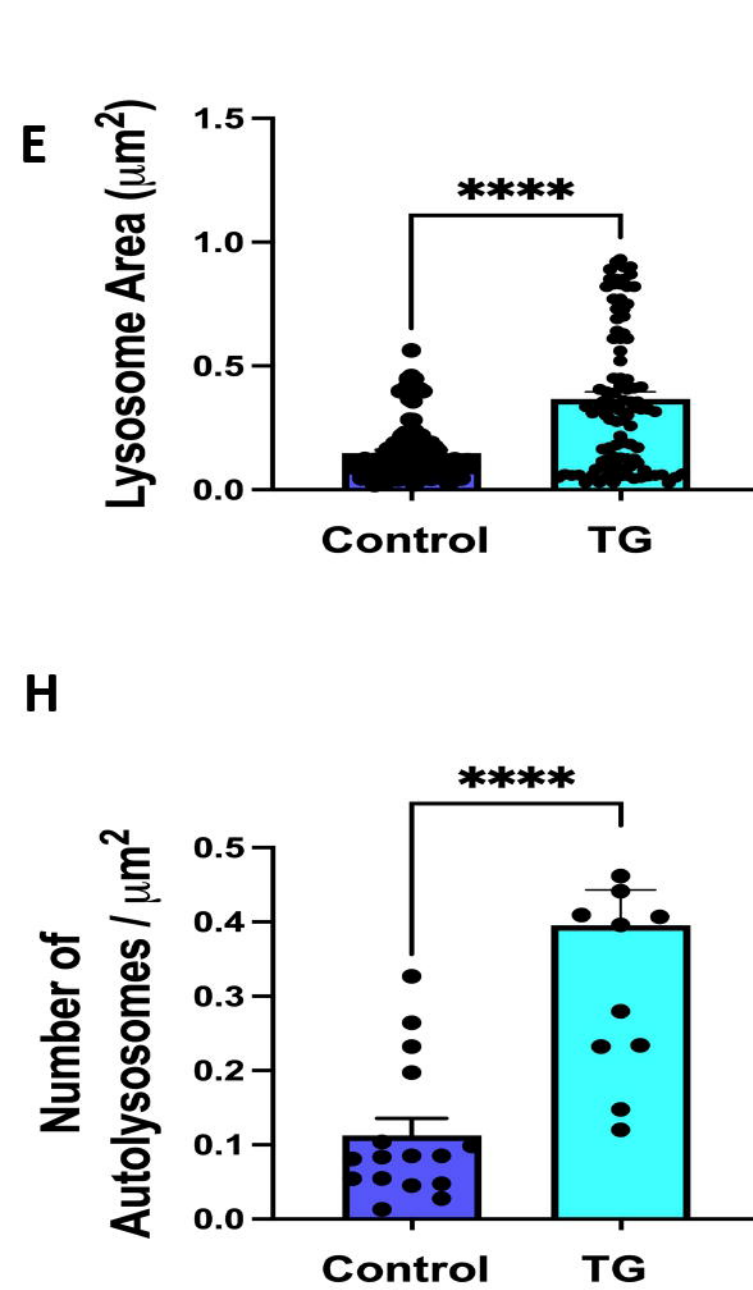 E
Lysosome Area (μm²)
1.5
1.0
0.5
0.0
****
Control TG
H
Number of
Autolysosomes / μm²
0.5
0.4
0.3
0.2
0.1
0.0
****
Control TG